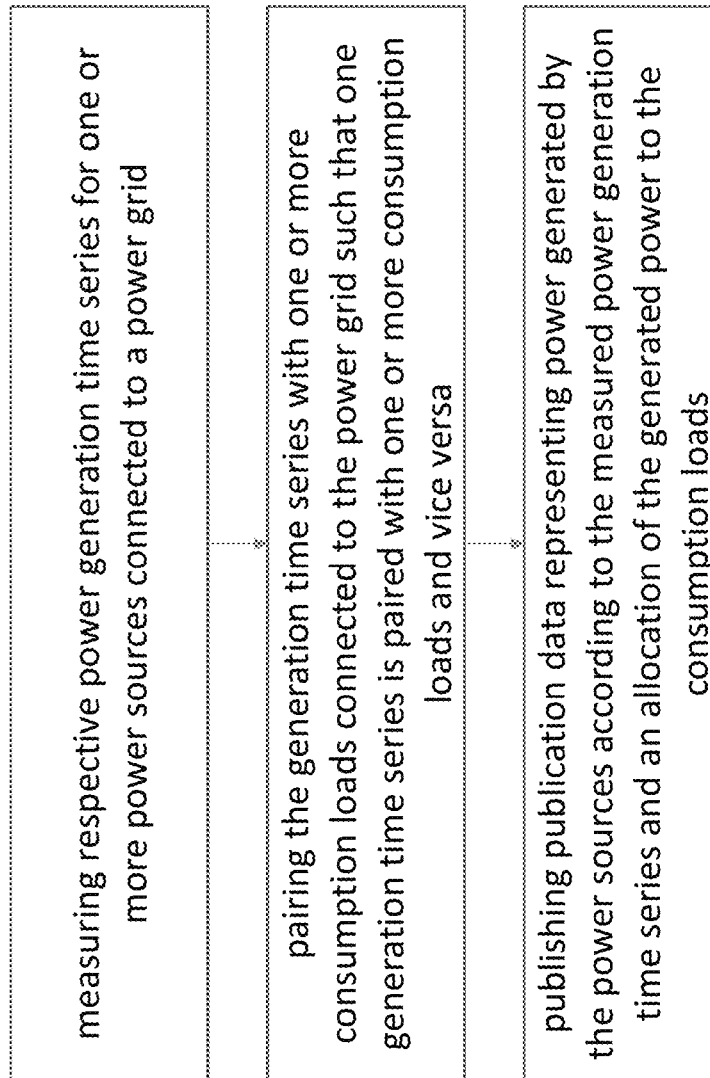 measuring respective power generation time series for one or
more power sources connected to a power grid
pairing the generation time series with one or more
consumption loads connected to the power grid such that one
generation time series is paired with one or more consumption
loads and vice versa
publishing publication data representing power generated by
the power sources according to the measured power generation
time series and an allocation of the generated power to the
consumption loads